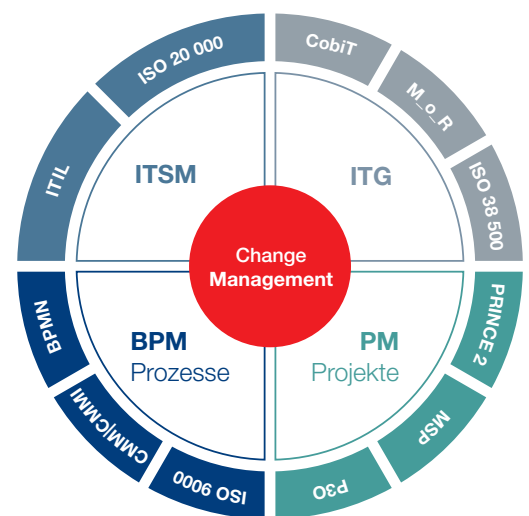 ISO 20 000
CobiT
M_o_R
ITIL
ISO 38 500
ITSM
ITG
Change
Management
BPM
Prozesse
PM
Projekte
BPMN
PRINCE 2
CMM|CMMI
MSP
ISO 9000
P3O